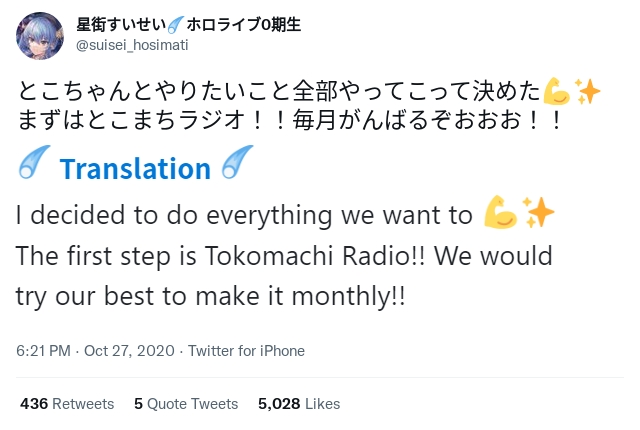 星街すいせい☄️ホロライブ0期生
@suisei_hosimati
とこちゃんとやりたいこと全部やってこって決めた💪✨
まずはとこまちラジオ！！毎月がんばるぞおおお！！
☄️ Translation ☄️
I decided to do everything we want to 💪✨
The first step is Tokomachi Radio!! We would
try our best to make it monthly!!
6:21 PM · Oct 27, 2020 · Twitter for iPhone
436 Retweets 5 Quote Tweets 5,028 Likes